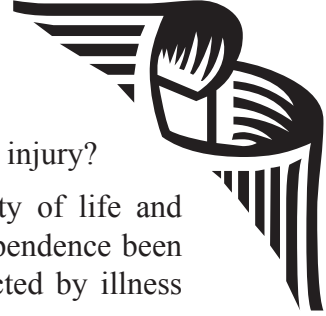 injury?
ty of life and
pendence been
cted by illness